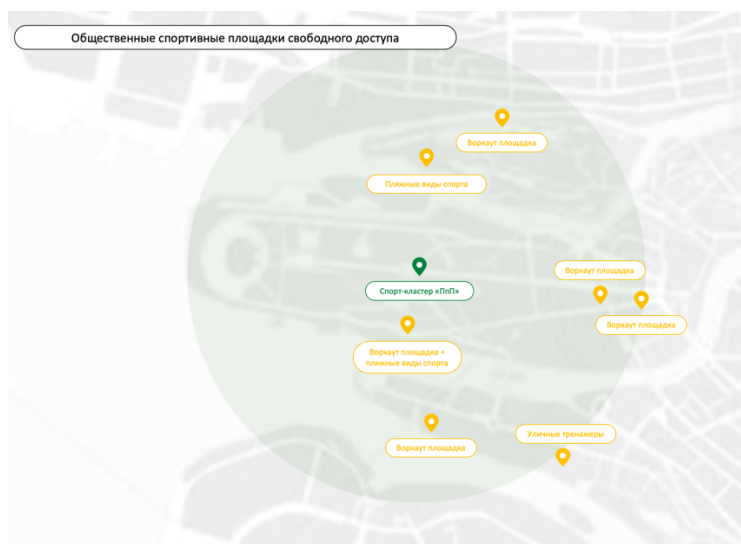 Общественные спортивные площадки свободного доступа
Воркаут площадка
Пляжные виды спорта
Воркаут площадка
Спорт-кластер «ПпП»
Воркаут площадка
Воркаут площадка +
пляжные виды спорта
Уличные тренажеры
Воркаут площадка